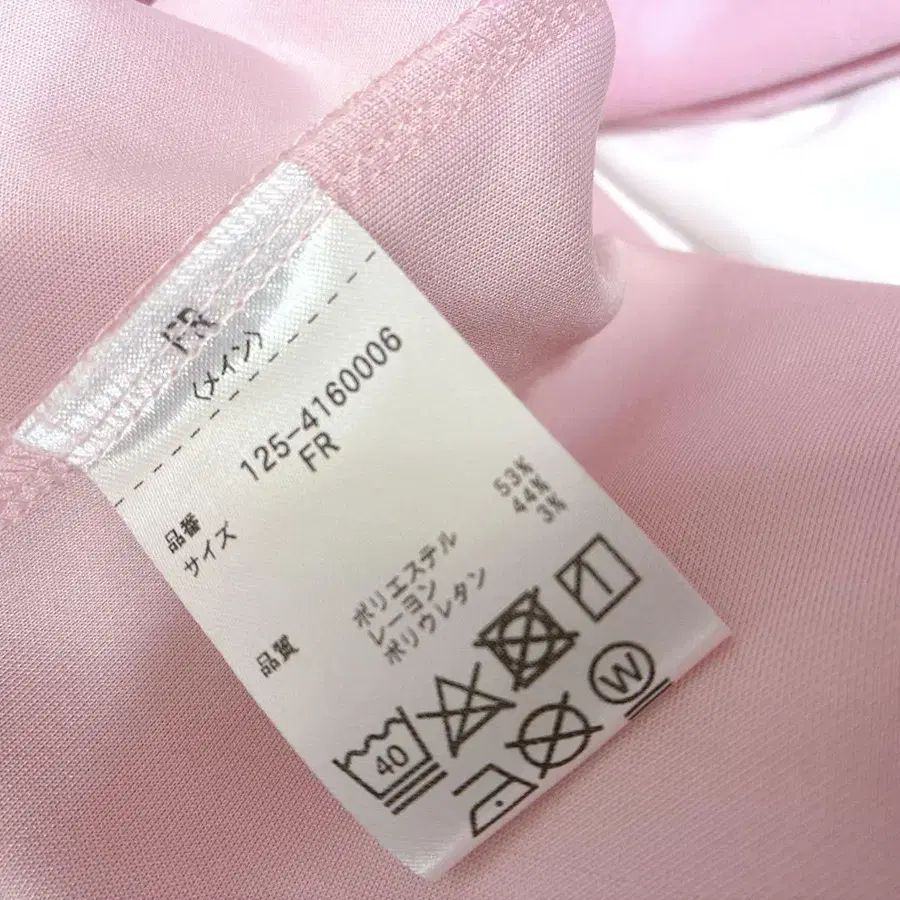 FR
〈メイン〉
品番 125-4160006
サイズ FR
品質 ポリエステル 53%
レーヨン 44%
ポリウレタン 3%
40
W